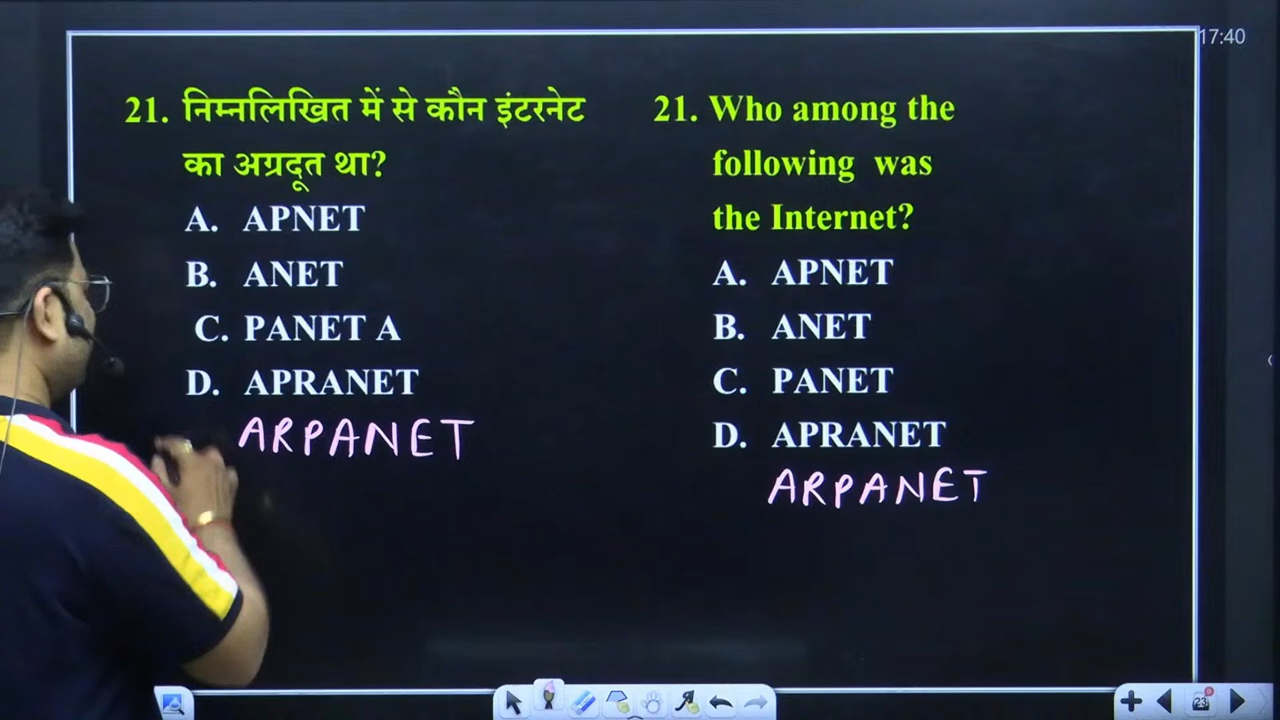 17:40
21. निम्नलिखित में से कौन इंटरनेट
का अग्रदूत था?
A. APNET
B. ANET
C. PANET A
D. APRANET
ARPANET
21. Who among the
following was
the Internet?
A. APNET
B. ANET
C. PANET
D. APRANET
ARPANET
23